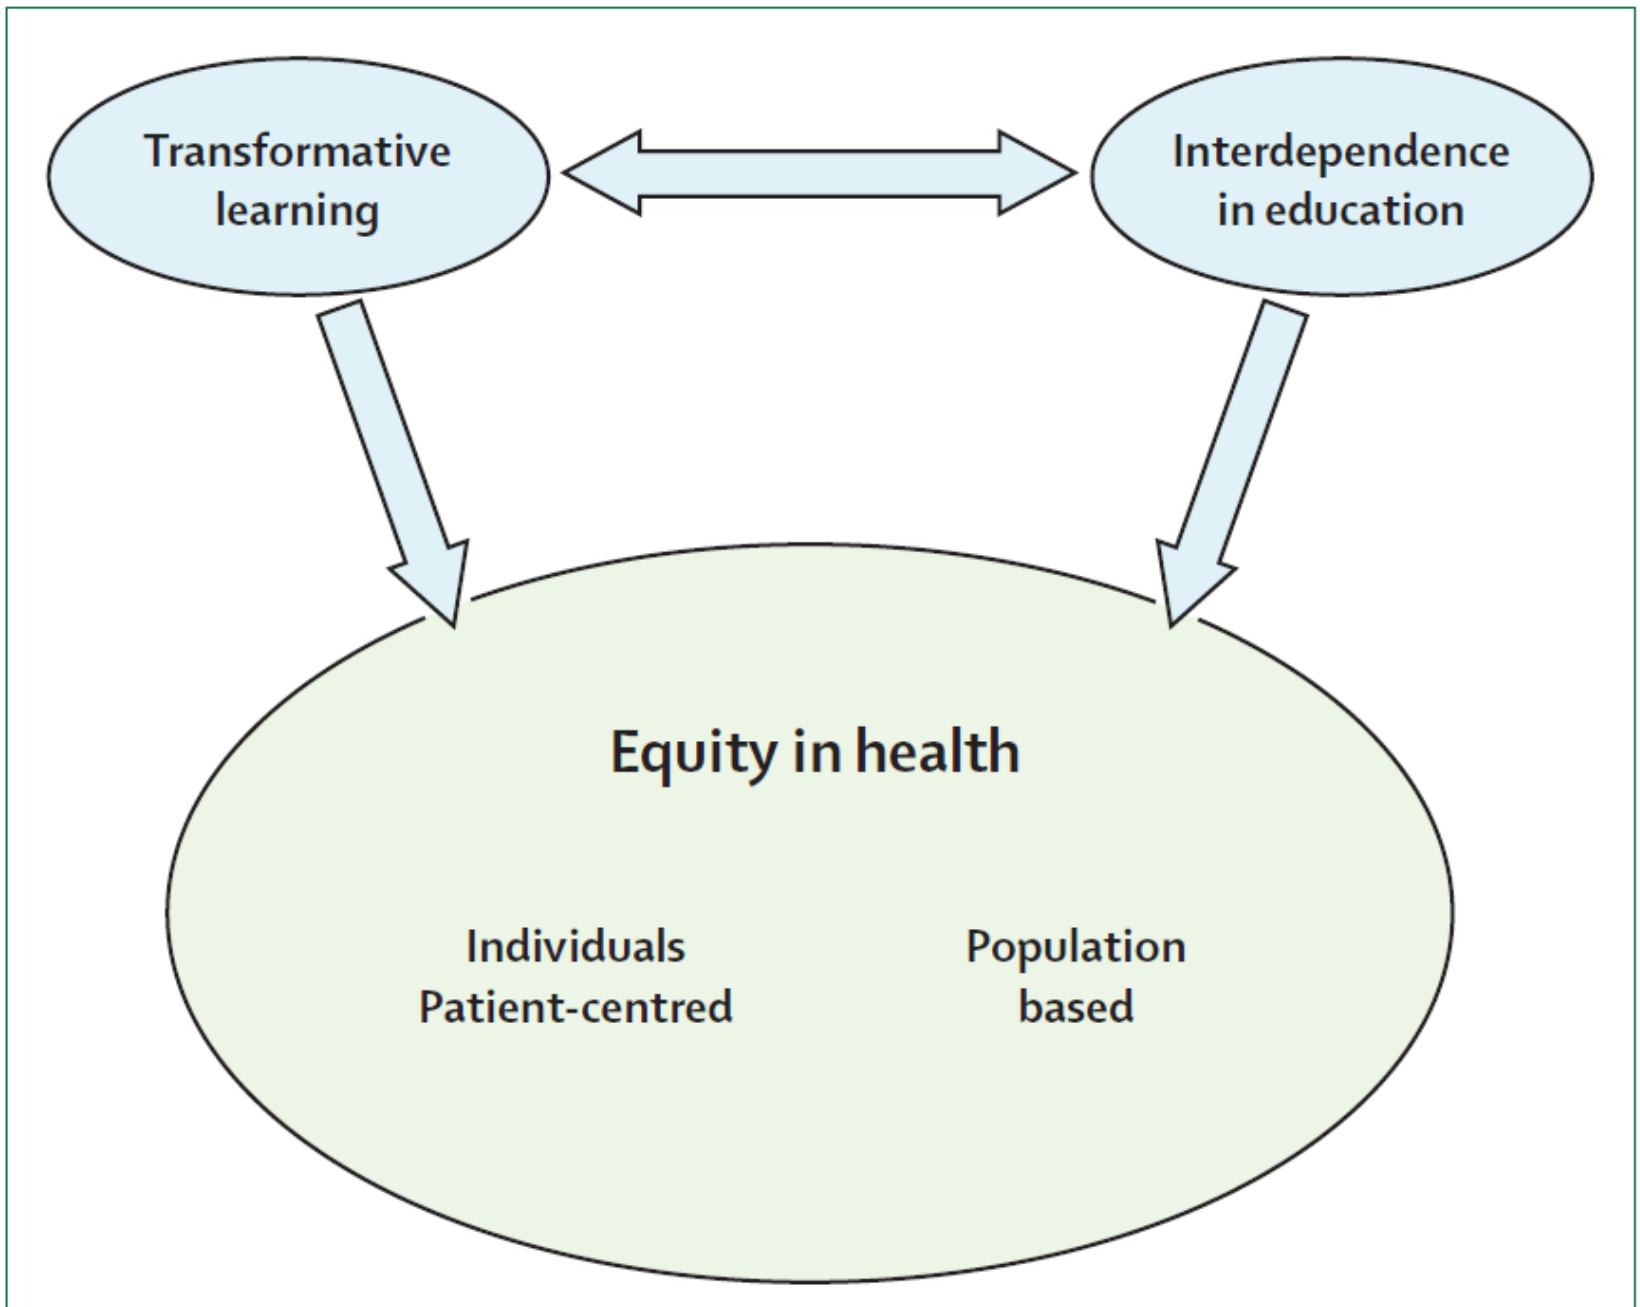 Transformative
learning
Interdependence
in education
Equity in health
Individuals
Patient-centred
Population
based